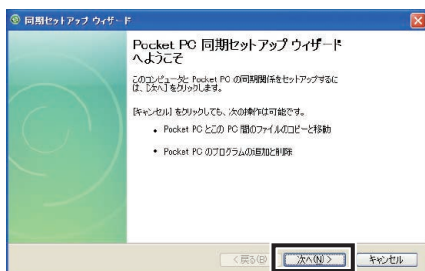 同期セットアップ ウィザード
Pocket PC 同期セットアップ ウィザード
へようこそ
このコンピュータと Pocket PC の同期関係をセットアップするに
は、[次へ] をクリックします。
[キャンセル] をクリックしても、次の操作は可能です。
• Pocket PC とこの PC 間のファイルのコピーと移動
• Pocket PC のプログラムの追加と削除
< 戻る(B)
次へ(N) >
キャンセル